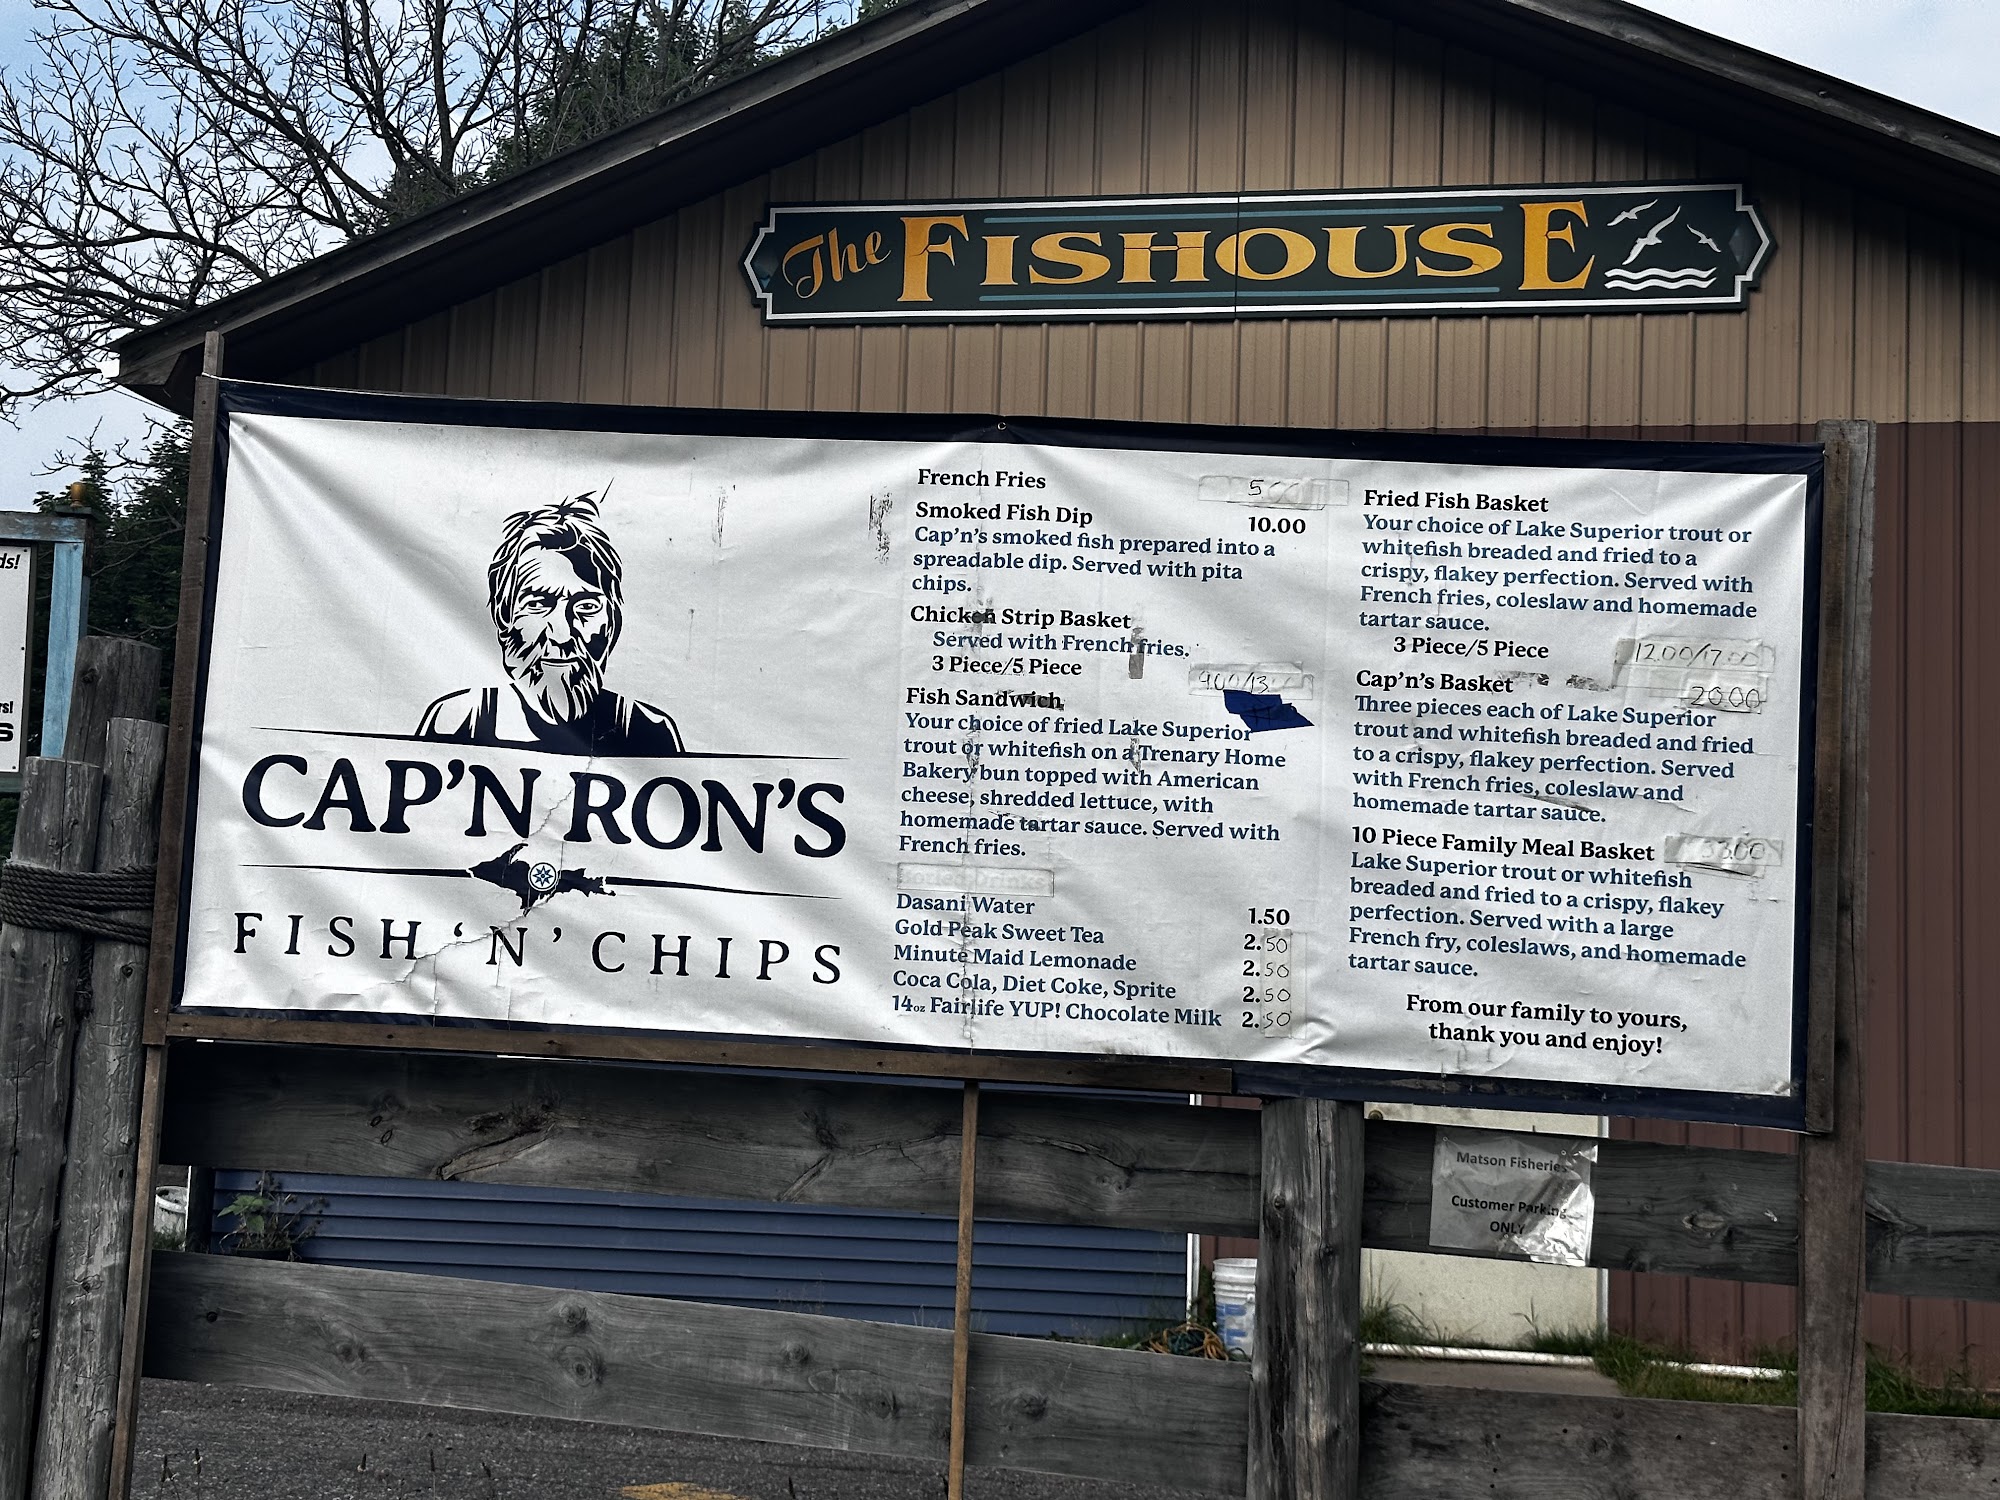 The FISHOUSE
ds!
rs!
S
CAP'N RON'S
FISH 'N' CHIPS
French Fries
Smoked Fish Dip 10.00
Cap'n's smoked fish prepared into a
spreadable dip. Served with pita
chips.
Chicken Strip Basket
Served with French fries.
3 Piece/5 Piece 9.00/13
Fish Sandwich
Your choice of fried Lake Superior
trout or whitefish on a Trenary Home
Bakery bun topped with American
cheese, shredded lettuce, with
homemade tartar sauce. Served with
French fries.
Dasani Water 1.50
Gold Peak Sweet Tea 2.50
Minute Maid Lemonade 2.50
Coca Cola, Diet Coke, Sprite 2.50
14oz Fairlife YUP! Chocolate Milk 2.50
Fried Fish Basket
Your choice of Lake Superior trout or
whitefish breaded and fried to a
crispy, flakey perfection. Served with
French fries, coleslaw and homemade
tartar sauce.
3 Piece/5 Piece 12.00/17.00
Cap'n's Basket 20.00
Three pieces each of Lake Superior
trout and whitefish breaded and fried
to a crispy, flakey perfection. Served
with French fries, coleslaw and
homemade tartar sauce.
10 Piece Family Meal Basket 33.00
Lake Superior trout or whitefish
breaded and fried to a crispy, flakey
perfection. Served with a large
French fry, coleslaws, and homemade
tartar sauce.
From our family to yours,
thank you and enjoy!
Matson Fisheries
Customer Parking
ONLY